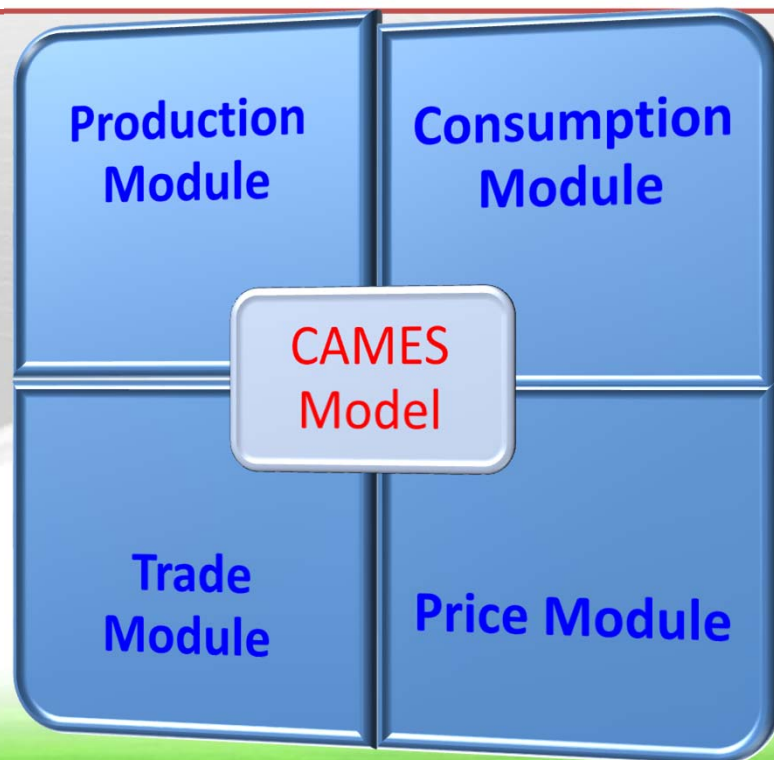 Production
Module
Consumption
Module
CAMES
Model
Trade
Module
Price Module